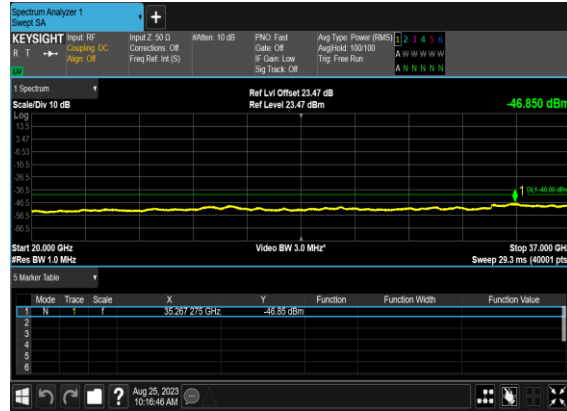 Spectrum Analyzer 1
Swept SA
+
KEYSIGHT Input: RF Input Z: 50 Ω #Atten: 10 dB PNO: Fast Avg Type: Power (RMS) 1 2 3 4 5 6
R T Coupling: DC Corrections: Off Gate: Off Avg|Hold: 100/100 A W W W W W
Align: Off Freq Ref: Int (S) IF Gain: Low Trig: Free Run
Sig Track: Off A N N N N N
1 Spectrum
Ref Lvl Offset 23.47 dB
Scale/Div 10 dB Ref Level 23.47 dBm -46.850 dBm
Log
13.5
3.47
-6.53
-16.5
-26.5
-36.5 1 DL1 -40.00 dBm
-46.5
-56.5
-66.5
Start 20.000 GHz Video BW 3.0 MHz* Stop 37.000 GHz
#Res BW 1.0 MHz Sweep 29.3 ms (40001 pts)
5 Marker Table
Mode Trace Scale X Y Function Function Width Function Value
1 N 1 f 35.267 275 GHz -46.85 dBm
2
3
4
5
6
? Aug 25, 2023
10:16:46 AM